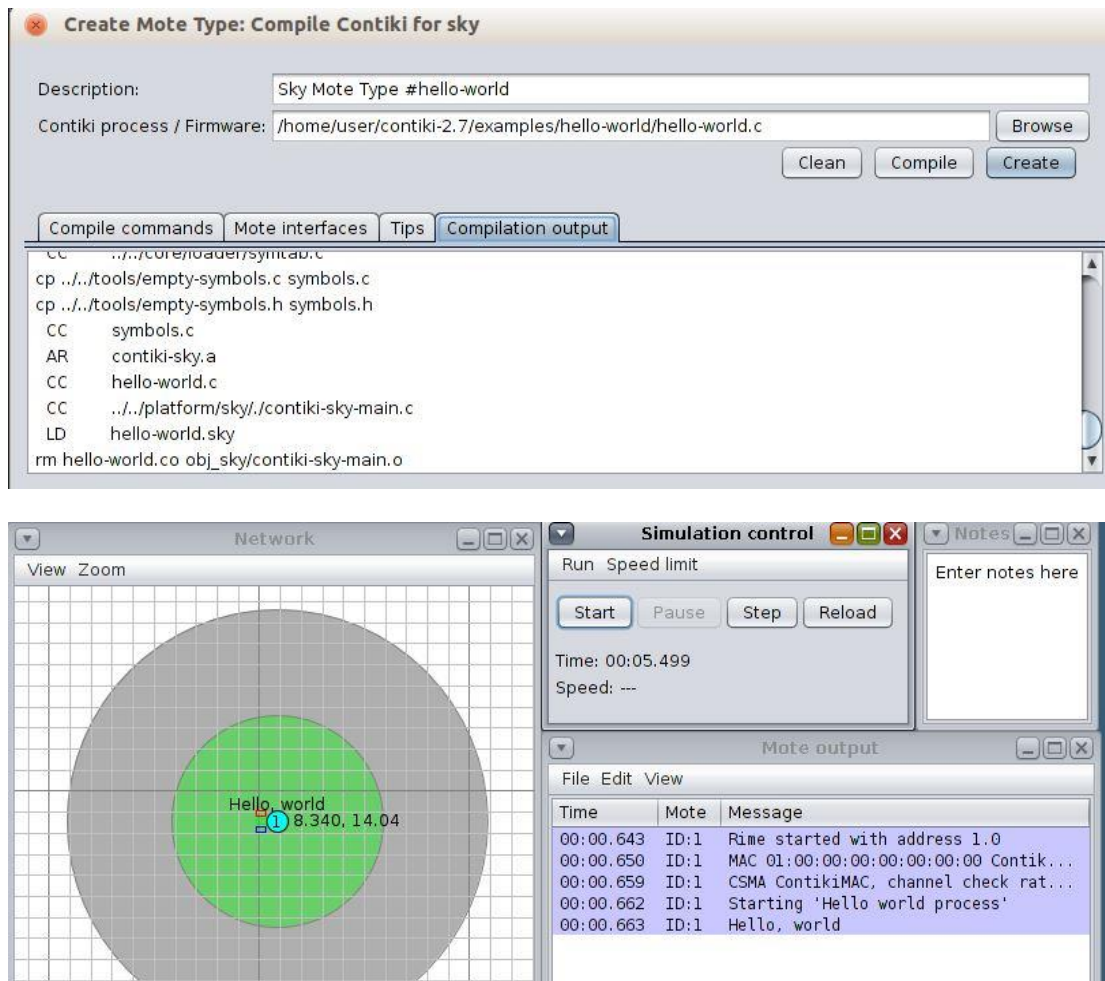 Create Mote Type: Compile Contiki for sky
Description: Sky Mote Type #hello-world
Contiki process / Firmware: /home/user/contiki-2.7/examples/hello-world/hello-world.c Browse
Clean Compile Create
Compile commands Mote interfaces Tips Compilation output
CC ../../core/loader/symtab.c
cp ../../tools/empty-symbols.c symbols.c
cp ../../tools/empty-symbols.h symbols.h
CC symbols.c
AR contiki-sky.a
CC hello-world.c
CC ../../platform/sky/./contiki-sky-main.c
LD hello-world.sky
rm hello-world.co obj_sky/contiki-sky-main.o
Network
View Zoom
Hello, world
1 8.340, 14.04
Simulation control
Run Speed limit
Start Pause Step Reload
Time: 00:05.499
Speed: ---
Notes
Enter notes here
Mote output
File Edit View
Time Mote Message
00:00.643 ID:1 Rime started with address 1.0
00:00.650 ID:1 MAC 01:00:00:00:00:00:00:00 Contik...
00:00.659 ID:1 CSMA ContikiMAC, channel check rat...
00:00.662 ID:1 Starting 'Hello world process'
00:00.663 ID:1 Hello, world